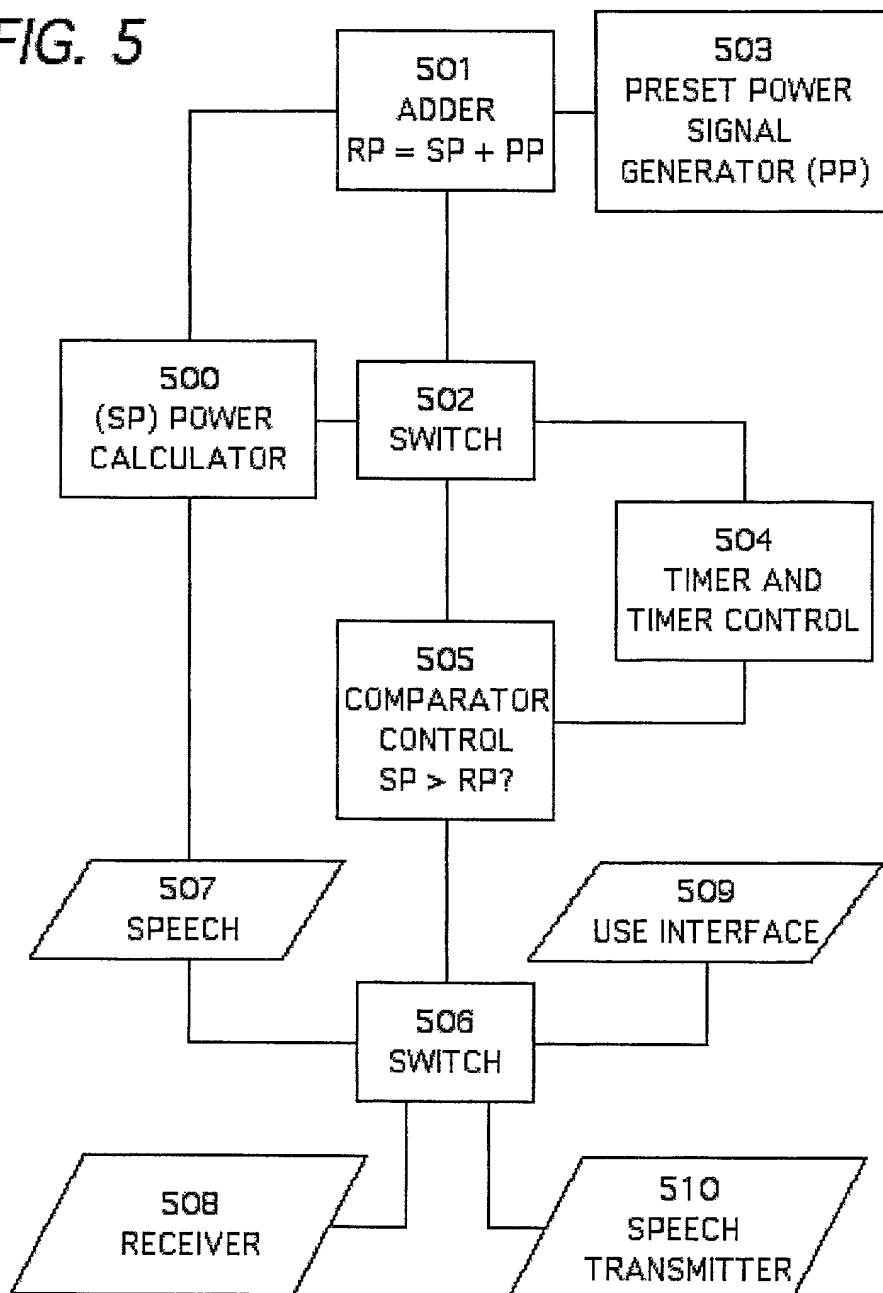 FIG. 5
501
ADDER
RP = SP + PP
503
PRESET POWER
SIGNAL
GENERATOR (PP)
500
(SP) POWER
CALCULATOR
502
SWITCH
504
TIMER AND
TIMER CONTROL
505
COMPARATOR
CONTROL
SP > RP?
507
SPEECH
509
USE INTERFACE
506
SWITCH
508
RECEIVER
510
SPEECH
TRANSMITTER